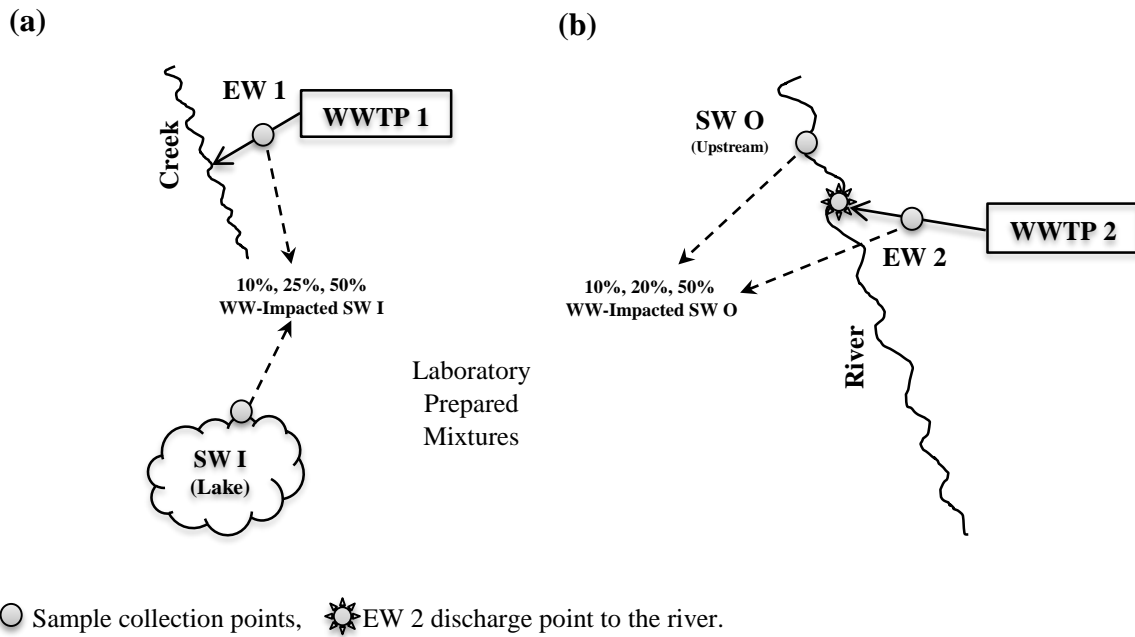 (a)
EW 1
WWTP 1
Creek
10%, 25%, 50%
WW-Impacted SW I
SW I
(Lake)
Laboratory
Prepared
Mixtures
(b)
SW O
(Upstream)
WWTP 2
EW 2
10%, 20%, 50%
WW-Impacted SW O
River
Sample collection points, EW 2 discharge point to the river.